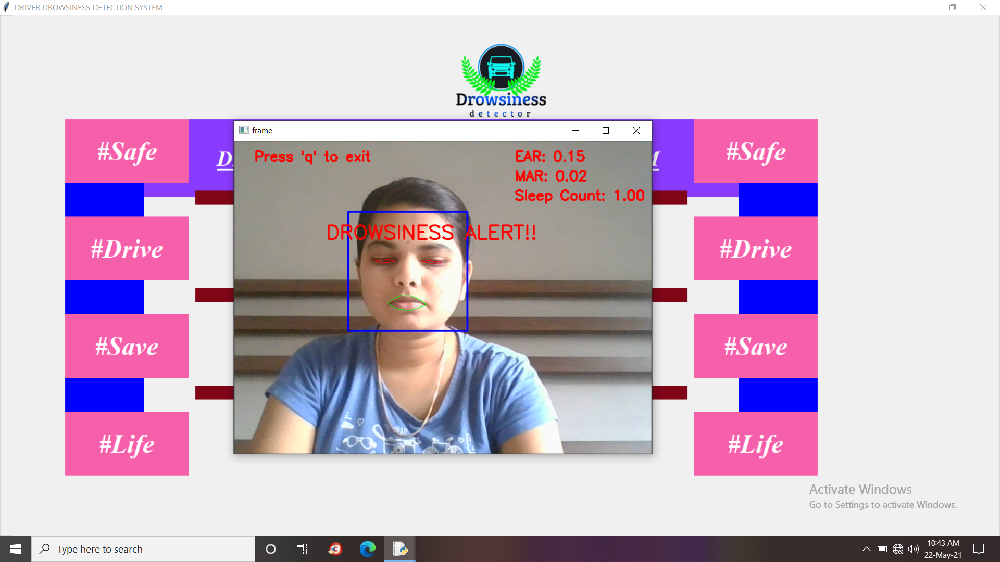 DRIVER DROWSINESS DETECTION SYSTEM
Drowsiness
detector
frame
Press 'q' to exit
EAR: 0.15
MAR: 0.02
Sleep Count: 1.00
DROWSINESS ALERT!!
#Safe
#Drive
#Save
#Life
D
M
#Safe
#Drive
#Save
#Life
Activate Windows
Go to Settings to activate Windows.
Type here to search
10:43 AM
22-May-21